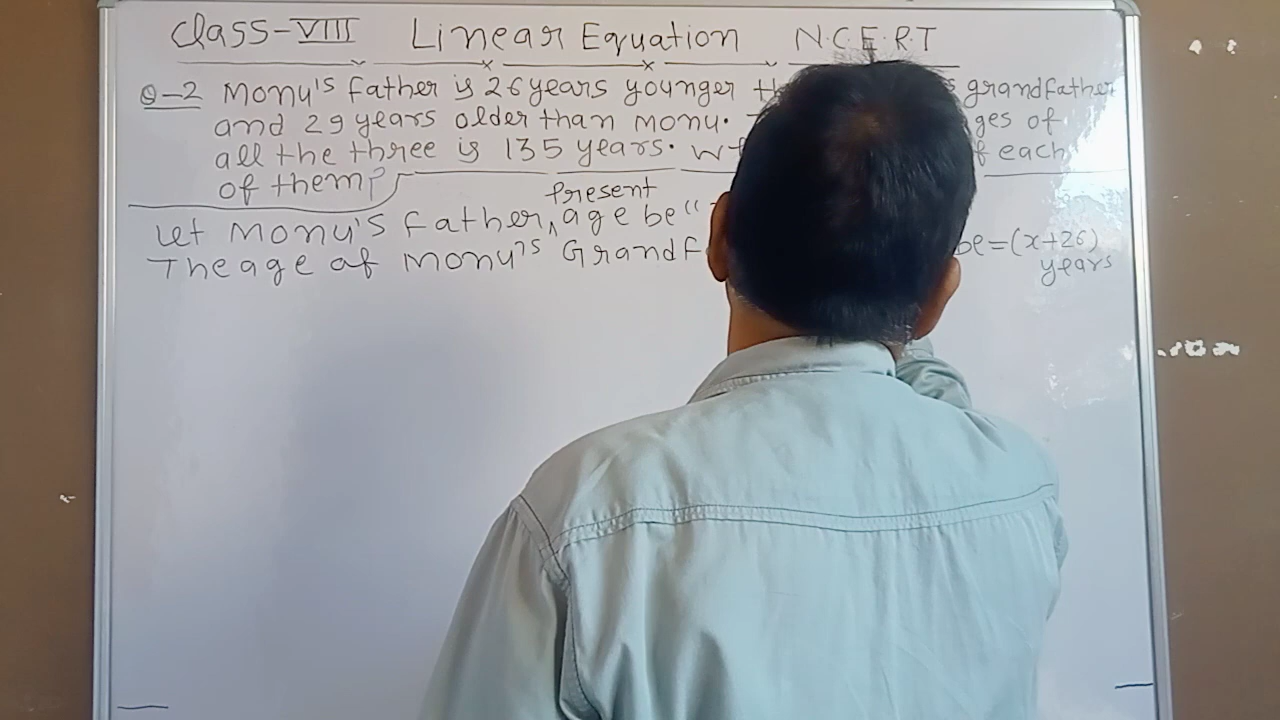 Class-VIII Linear Equation N.C.E.R.T
Q-2 Monu's father is 26 years younger grandfather
and 29 years older than monu. ges of
all the three is 135 years. each
of them?
Present
Let Monu's Father, age be "
The age of Monu's Grandf be=(x+26)
years